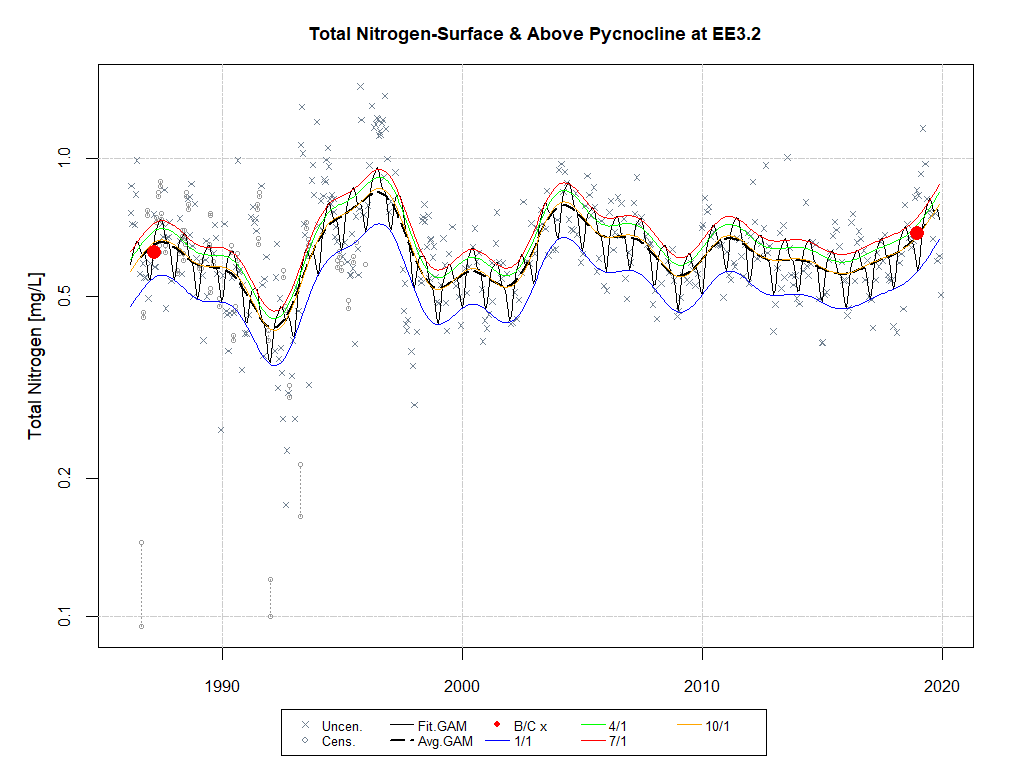 Total Nitrogen-Surface & Above Pycnocline at EE3.2
Total Nitrogen [mg/L]
1.0
0.5
0.2
0.1
1990 2000 2010 2020
Uncen. Fit.GAM B/C x 4/1 10/1
Cens. Avg.GAM 1/1 7/1